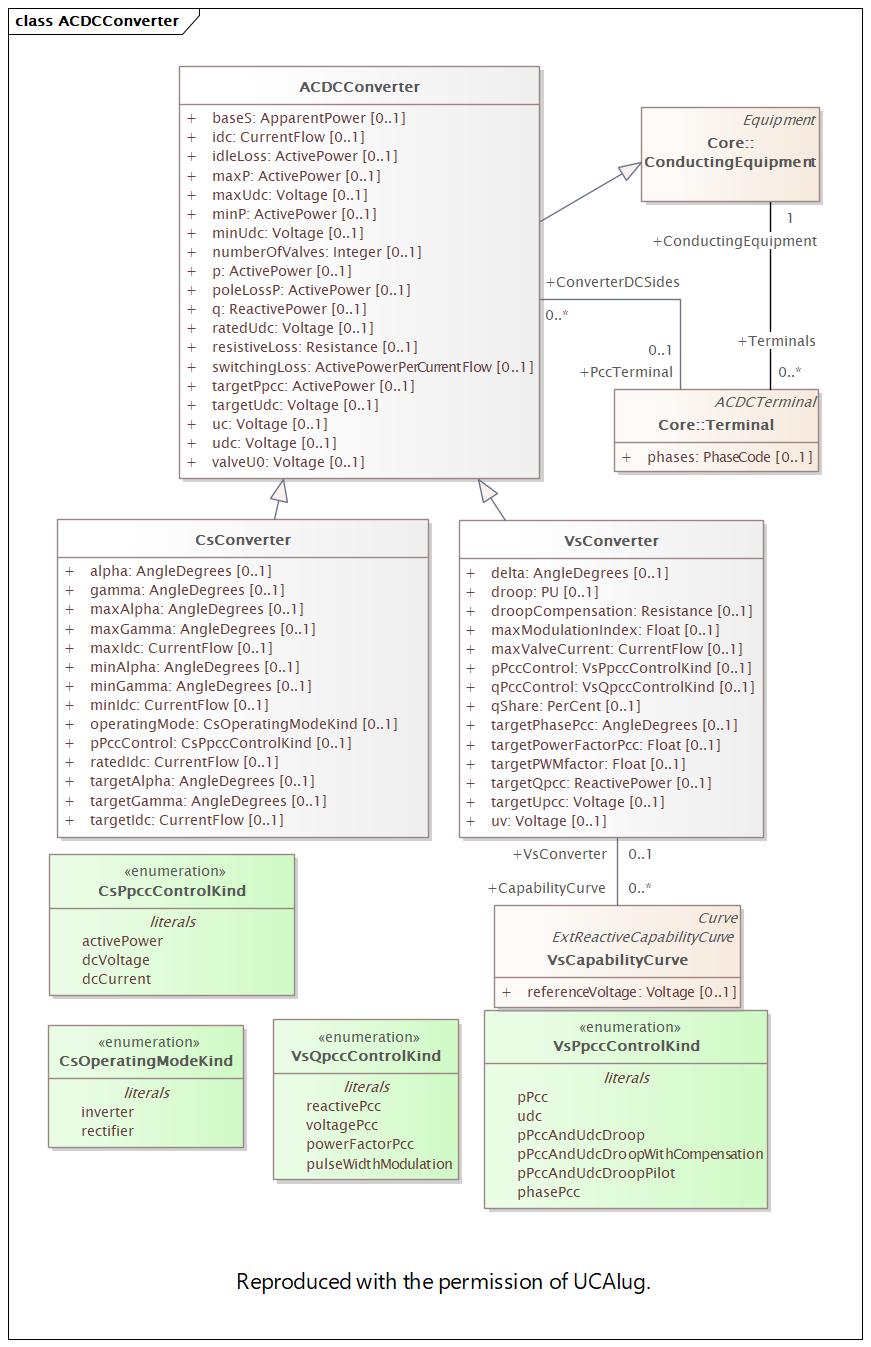 class ACDCConverter
ACDCConverter
+ baseS: ApparentPower [0..1]
+ idc: CurrentFlow [0..1]
+ idleLoss: ActivePower [0..1]
+ maxP: ActivePower [0..1]
+ maxUdc: Voltage [0..1]
+ minP: ActivePower [0..1]
+ minUdc: Voltage [0..1]
+ numberOfValves: Integer [0..1]
+ p: ActivePower [0..1]
+ poleLossP: ActivePower [0..1]
+ q: ReactivePower [0..1]
+ ratedUdc: Voltage [0..1]
+ resistiveLoss: Resistance [0..1]
+ switchingLoss: ActivePowerPerCurrentFlow [0..1]
+ targetPpcc: ActivePower [0..1]
+ targetUdc: Voltage [0..1]
+ uc: Voltage [0..1]
+ udc: Voltage [0..1]
+ valveU0: Voltage [0..1]
Equipment
Core::
ConductingEquipment
1
+ConductingEquipment
+Terminals
0..*
+ConverterDCSides
0..*
0..1
+PccTerminal
ACDCTerminal
Core::Terminal
+ phases: PhaseCode [0..1]
CsConverter
+ alpha: AngleDegrees [0..1]
+ gamma: AngleDegrees [0..1]
+ maxAlpha: AngleDegrees [0..1]
+ maxGamma: AngleDegrees [0..1]
+ maxIdc: CurrentFlow [0..1]
+ minAlpha: AngleDegrees [0..1]
+ minGamma: AngleDegrees [0..1]
+ minIdc: CurrentFlow [0..1]
+ operatingMode: CsOperatingModeKind [0..1]
+ pPccControl: CsPpccControlKind [0..1]
+ ratedIdc: CurrentFlow [0..1]
+ targetAlpha: AngleDegrees [0..1]
+ targetGamma: AngleDegrees [0..1]
+ targetIdc: CurrentFlow [0..1]
VsConverter
+ delta: AngleDegrees [0..1]
+ droop: PU [0..1]
+ droopCompensation: Resistance [0..1]
+ maxModulationIndex: Float [0..1]
+ maxValveCurrent: CurrentFlow [0..1]
+ pPccControl: VsPpccControlKind [0..1]
+ qPccControl: VsQpccControlKind [0..1]
+ qShare: PerCent [0..1]
+ targetPhasePcc: AngleDegrees [0..1]
+ targetPowerFactorPcc: Float [0..1]
+ targetPWMfactor: Float [0..1]
+ targetQpcc: ReactivePower [0..1]
+ targetUpcc: Voltage [0..1]
+ uv: Voltage [0..1]
+VsConverter 0..1
+CapabilityCurve 0..*
Curve
ExtReactiveCapabilityCurve
VsCapabilityCurve
+ referenceVoltage: Voltage [0..1]
«enumeration»
CsPpccControlKind
literals
activePower
dcVoltage
dcCurrent
«enumeration»
CsOperatingModeKind
literals
inverter
rectifier
«enumeration»
VsQpccControlKind
literals
reactivePcc
voltagePcc
powerFactorPcc
pulseWidthModulation
«enumeration»
VsPpccControlKind
literals
pPcc
udc
pPccAndUdcDroop
pPccAndUdcDroopWithCompensation
pPccAndUdcDroopPilot
phasePcc
Reproduced with the permission of UCAIug.